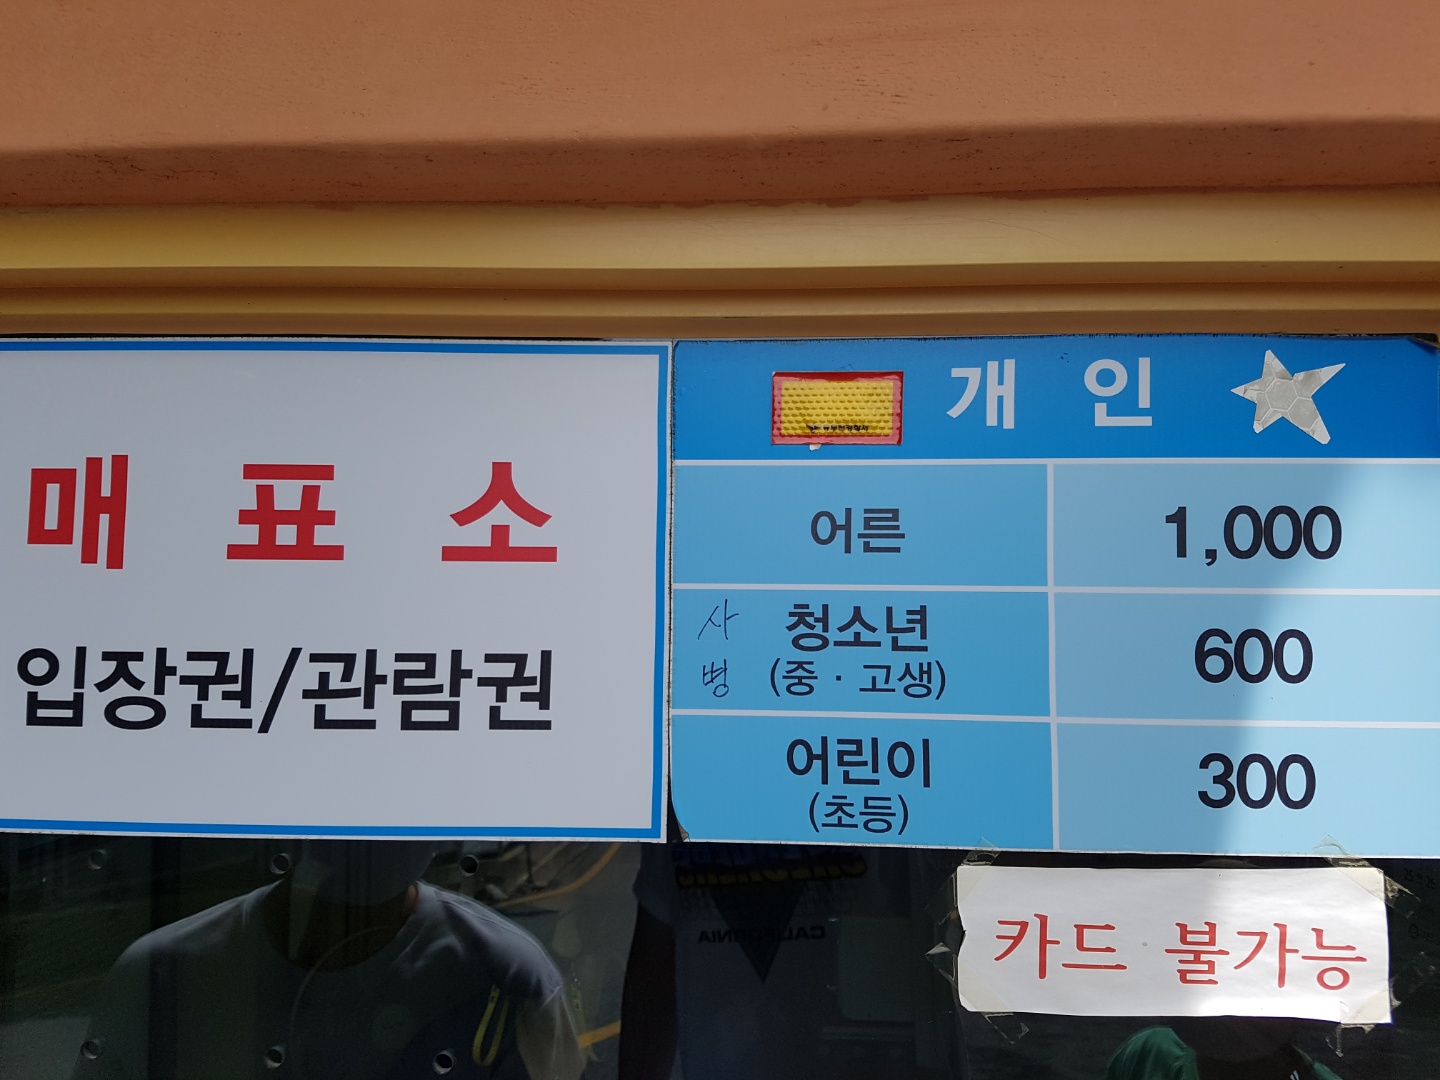 매표소
입장권/관람권
개인
어른 1,000
사병 청소년 600
(중·고생)
어린이 300
(초등)
카드 불가능
CALIFORNIA